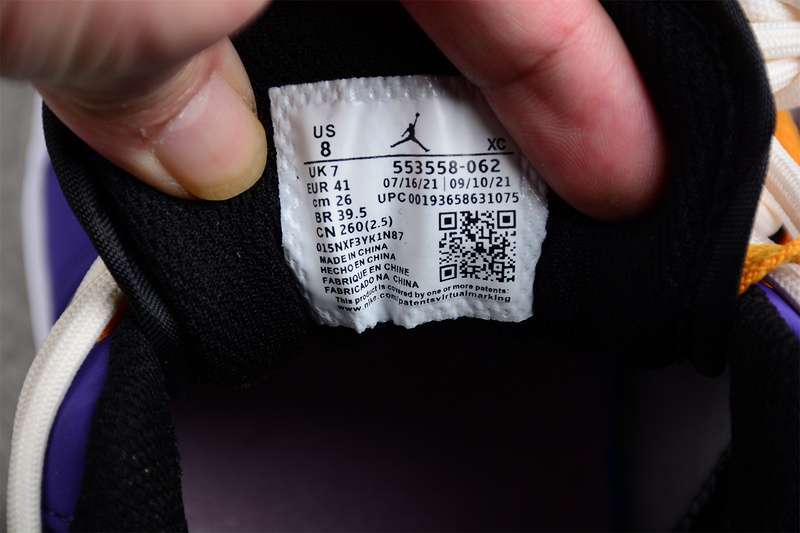 US
8
XC
UK 7
553558-062
EUR 41
07/16/21 | 09/10/21
cm 26
UPC 00193658631075
BR 39.5
CN 260(2.5)
015NXF3YK1N87
MADE IN CHINA
HECHO EN CHINA
FABRIQUE EN CHINE
FABRICADO NA CHINA
This product is covered by one or more patents:
www.nike.com/patentsvirtualmarking